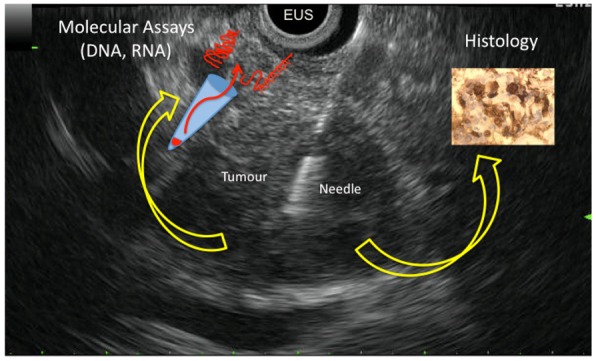 EUS
Molecular Assays
(DNA, RNA)
Histology
Tumour
Needle